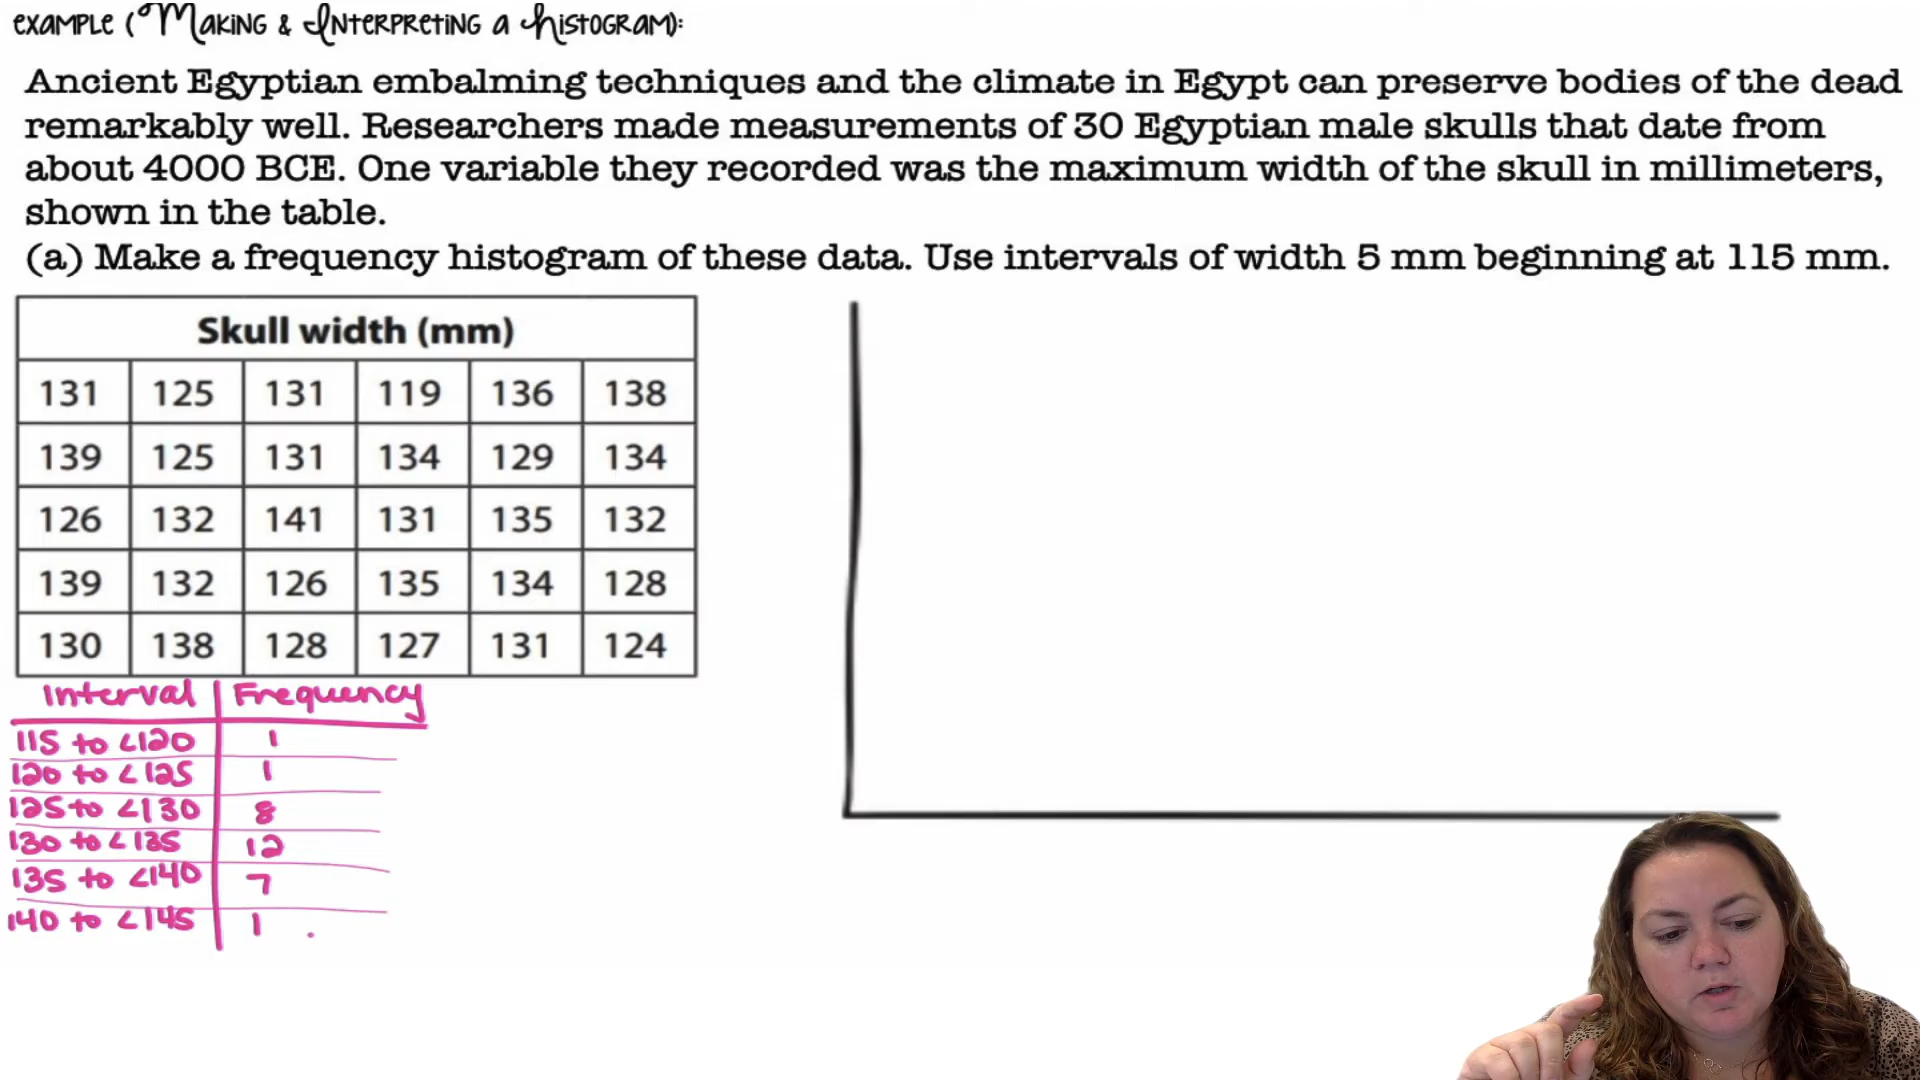 EXAMPLE (MAKING & INTERPRETING A HISTOGRAM):
Ancient Egyptian embalming techniques and the climate in Egypt can preserve bodies of the dead
remarkably well. Researchers made measurements of 30 Egyptian male skulls that date from
about 4000 BCE. One variable they recorded was the maximum width of the skull in millimeters,
shown in the table.
(a) Make a frequency histogram of these data. Use intervals of width 5 mm beginning at 115 mm.
Skull width (mm)
131 125 131 119 136 138
139 125 131 134 129 134
126 132 141 131 135 132
139 132 126 135 134 128
130 138 128 127 131 124
Interval Frequency
115 to <120 1
120 to <125 1
125 to <130 8
130 to <135 12
135 to <140 7
140 to <145 1